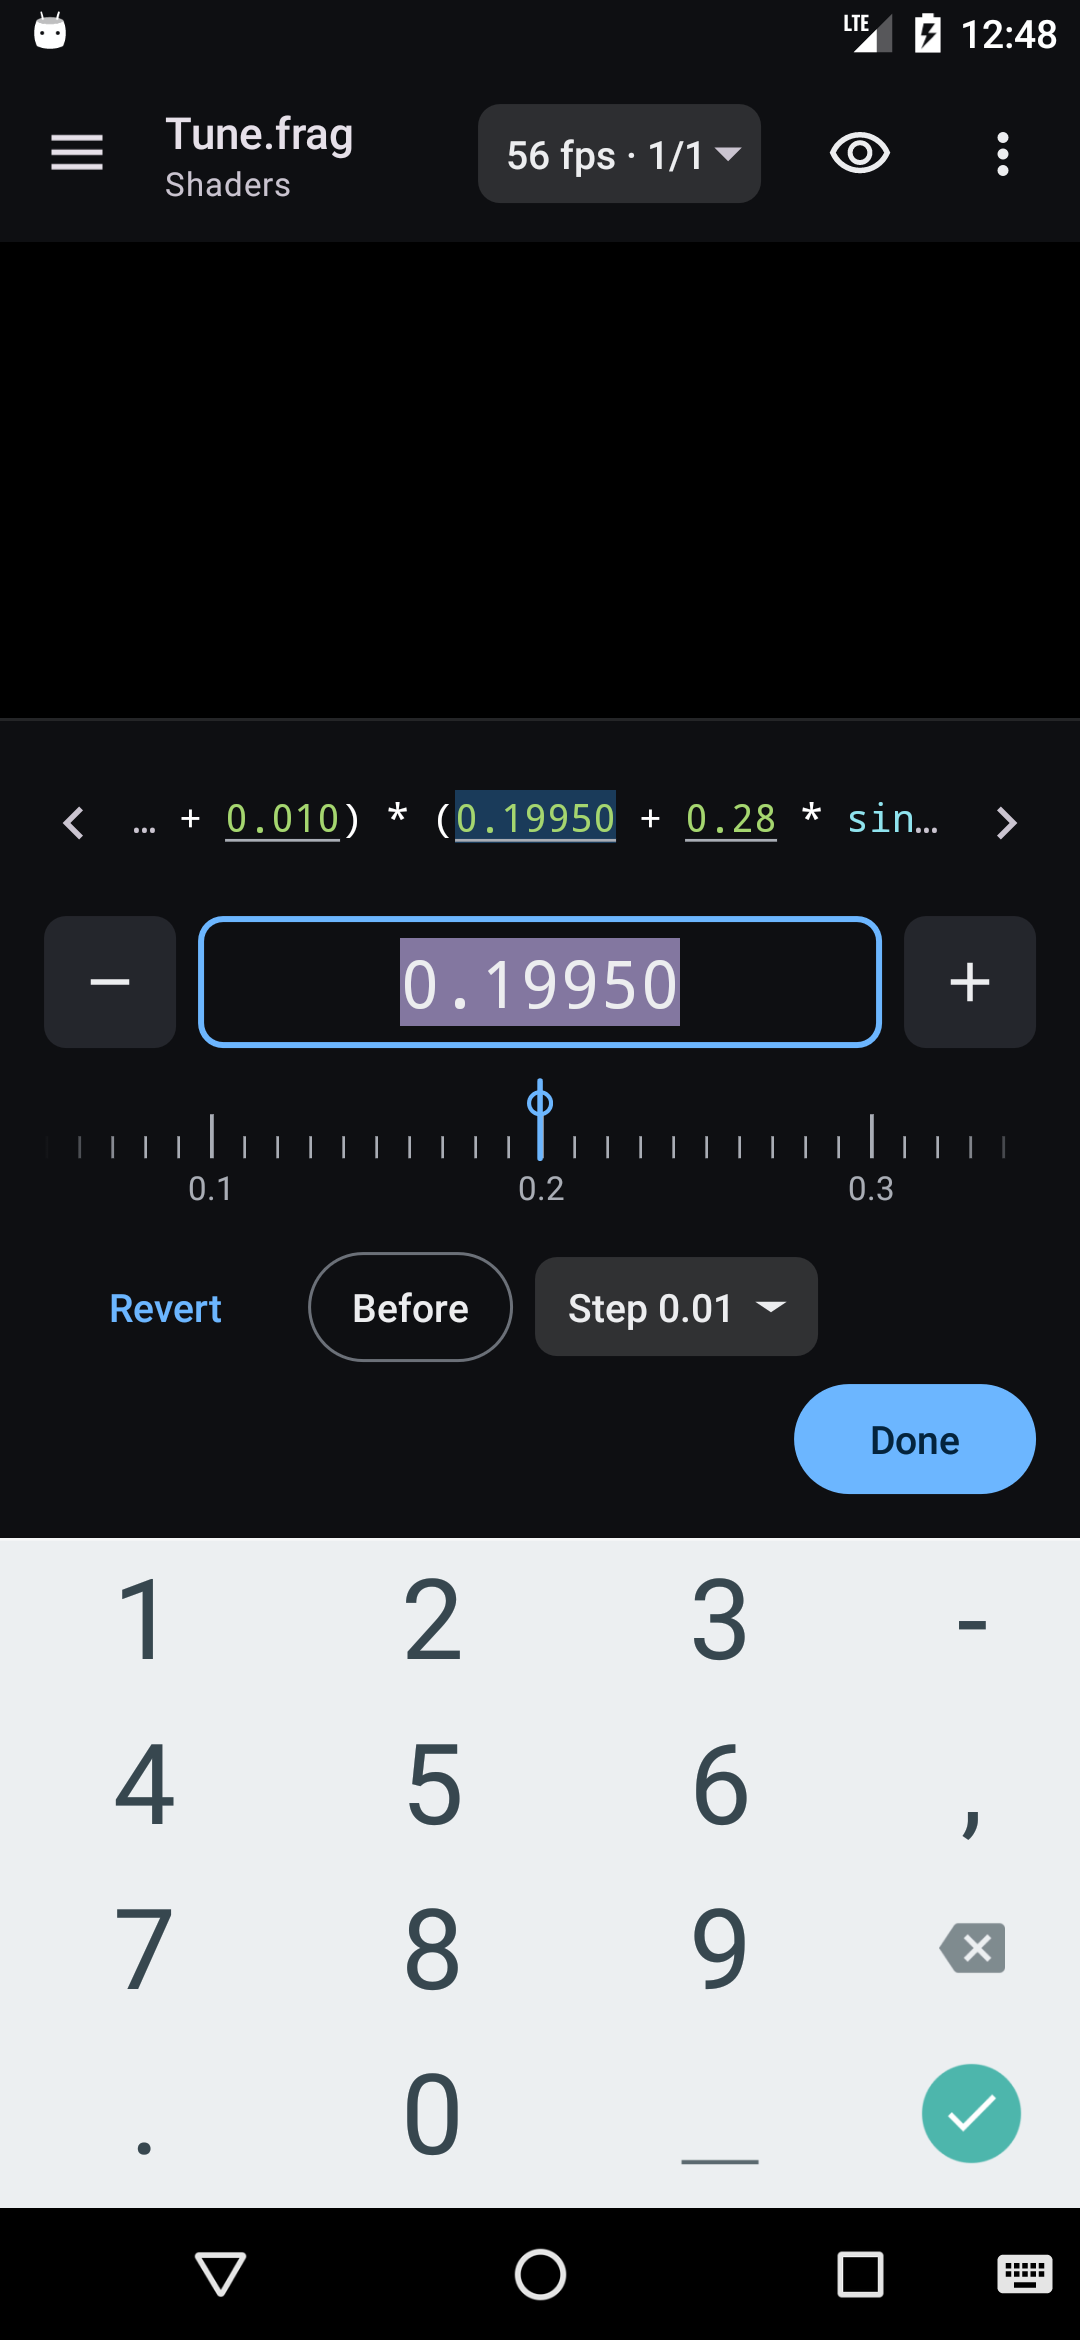 LTE 12:48
Tune.frag
Shaders
56 fps · 1/1
… + 0.010) * (0.19950 + 0.28 * sin…
− 0.19950 +
0.1 0.2 0.3
Revert Before Step 0.01
Done
1 2 3 -
4 5 6 ,
7 8 9
. 0